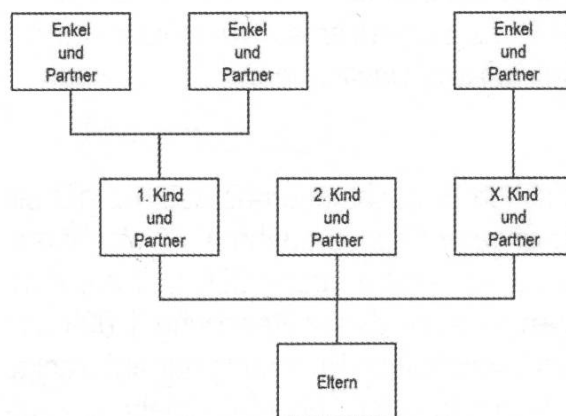 Enkel
und
Partner
Enkel
und
Partner
Enkel
und
Partner
1. Kind
und
Partner
2. Kind
und
Partner
X. Kind
und
Partner
Eltern